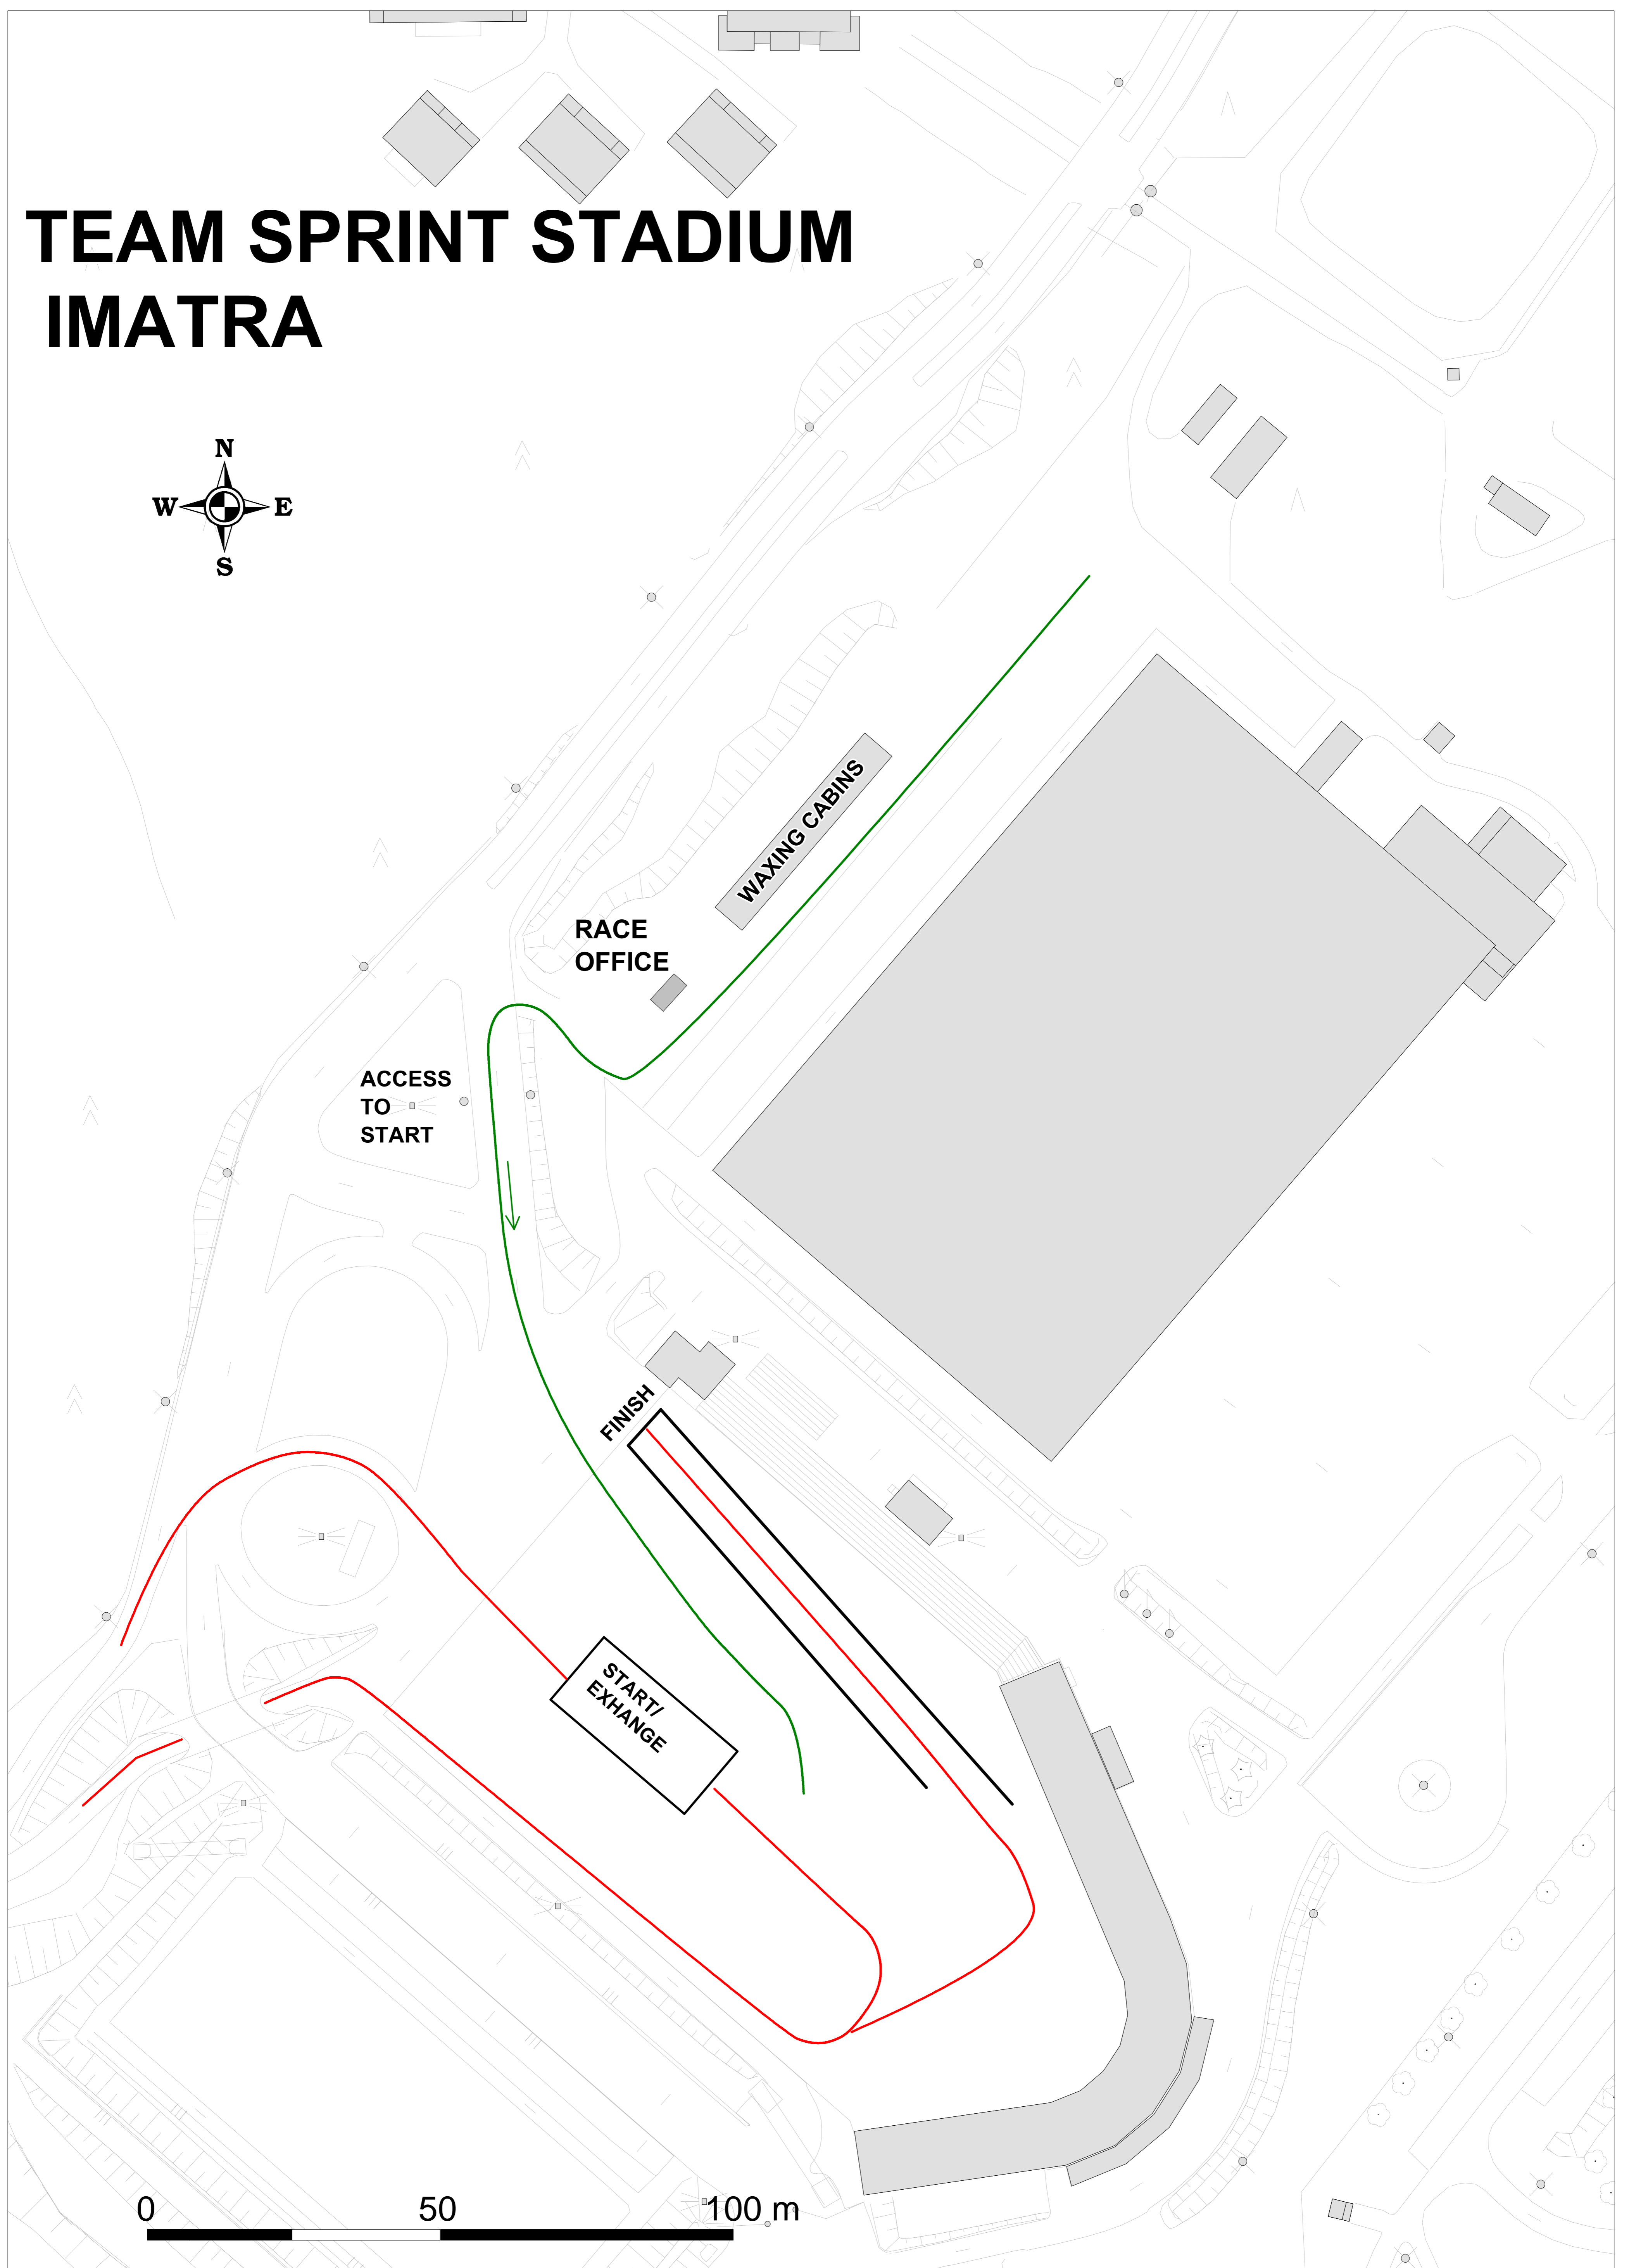 TEAM SPRINT STADIUM
IMATRA
N
W
E
S
WAXING CABINS
RACE
OFFICE
ACCESS
TO
START
FINISH
START/
EXHANGE
0
50
100 m